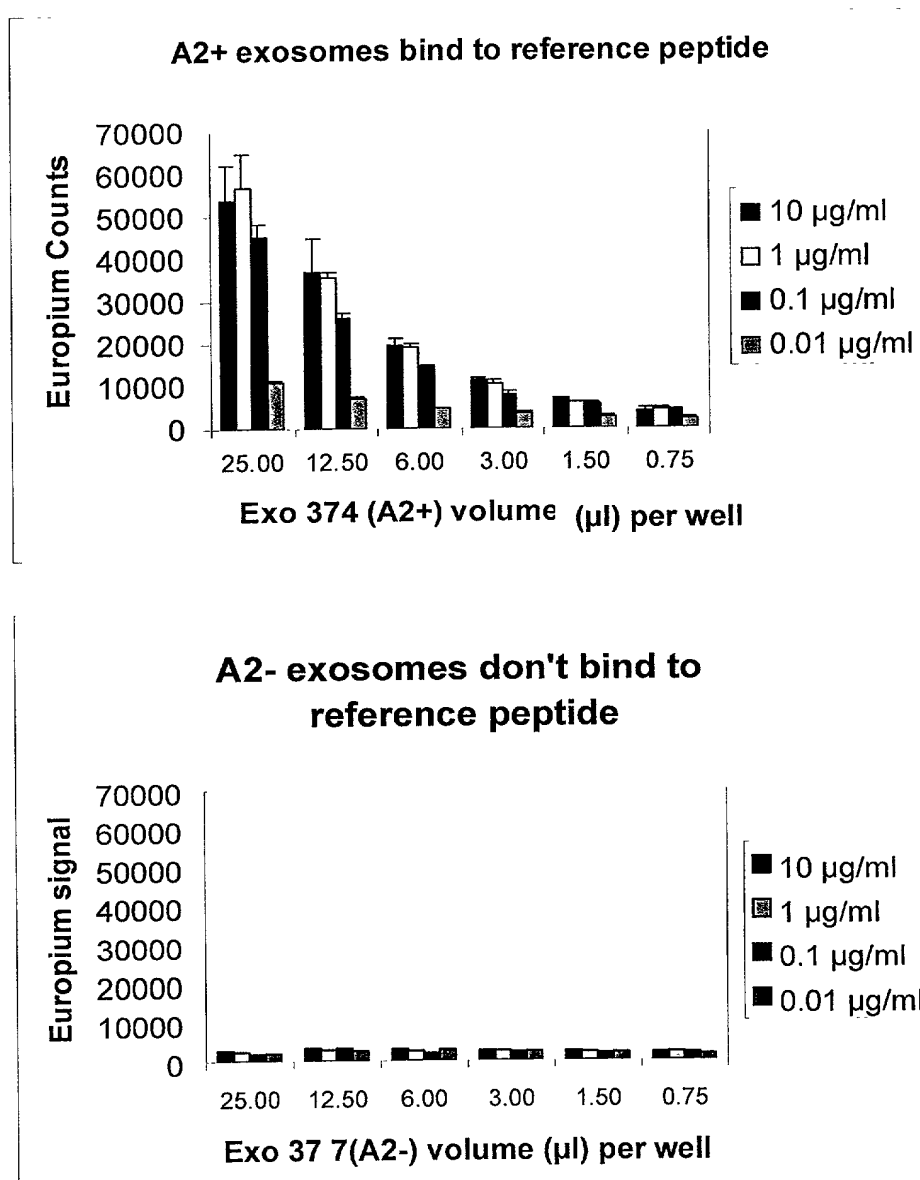 A2+ exosomes bind to reference peptide
70000
60000
50000
40000
30000
20000
10000
0
Europium Counts
25.00 12.50 6.00 3.00 1.50 0.75
Exo 374 (A2+) volume (µl) per well
10 µg/ml
1 µg/ml
0.1 µg/ml
0.01 µg/ml
A2- exosomes don't bind to
reference peptide
70000
60000
50000
40000
30000
20000
10000
0
Europium signal
25.00 12.50 6.00 3.00 1.50 0.75
Exo 37 7(A2-) volume (µl) per well
10 µg/ml
1 µg/ml
0.1 µg/ml
0.01 µg/ml